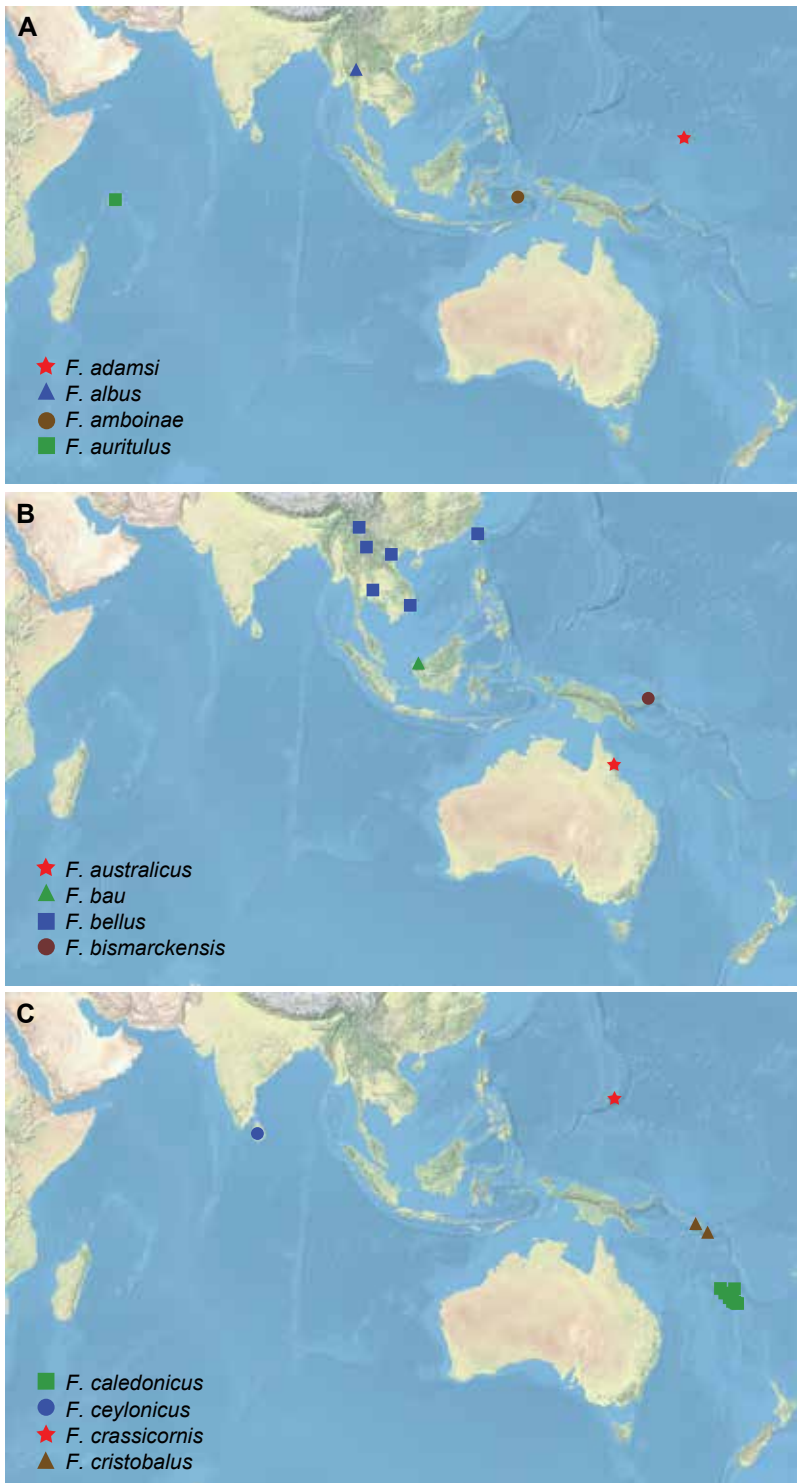 A
F. adamsi
F. albus
F. amboinae
F. auritulus
B
F. australicus
F. bau
F. bellus
F. bismarckensis
C
F. caledonicus
F. ceylonicus
F. crassicornis
F. cristobalus